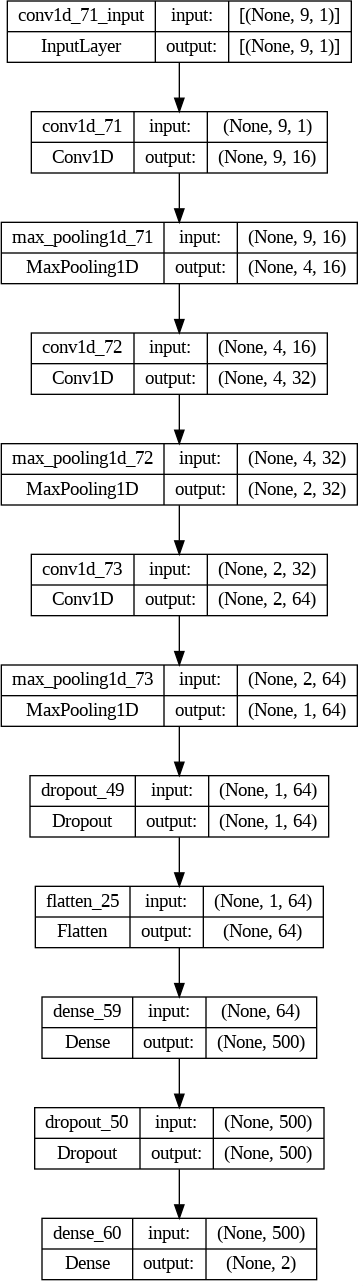 conv1d_71_input input: [(None, 9, 1)]
InputLayer output: [(None, 9, 1)]
conv1d_71 input: (None, 9, 1)
Conv1D output: (None, 9, 16)
max_pooling1d_71 input: (None, 9, 16)
MaxPooling1D output: (None, 4, 16)
conv1d_72 input: (None, 4, 16)
Conv1D output: (None, 4, 32)
max_pooling1d_72 input: (None, 4, 32)
MaxPooling1D output: (None, 2, 32)
conv1d_73 input: (None, 2, 32)
Conv1D output: (None, 2, 64)
max_pooling1d_73 input: (None, 2, 64)
MaxPooling1D output: (None, 1, 64)
dropout_49 input: (None, 1, 64)
Dropout output: (None, 1, 64)
flatten_25 input: (None, 1, 64)
Flatten output: (None, 64)
dense_59 input: (None, 64)
Dense output: (None, 500)
dropout_50 input: (None, 500)
Dropout output: (None, 500)
dense_60 input: (None, 500)
Dense output: (None, 2)